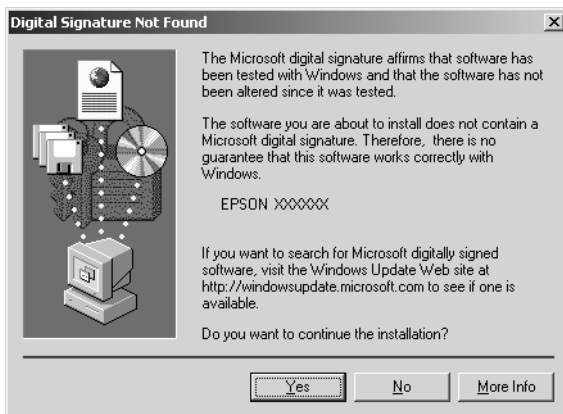 Digital Signature Not Found
The Microsoft digital signature affirms that software has
been tested with Windows and that the software has not
been altered since it was tested.
The software you are about to install does not contain a
Microsoft digital signature. Therefore, there is no
guarantee that this software works correctly with
Windows.
EPSON XXXXXX
If you want to search for Microsoft digitally signed
software, visit the Windows Update Web site at
http://windowsupdate.microsoft.com to see if one is
available.
Do you want to continue the installation?
Yes No More Info